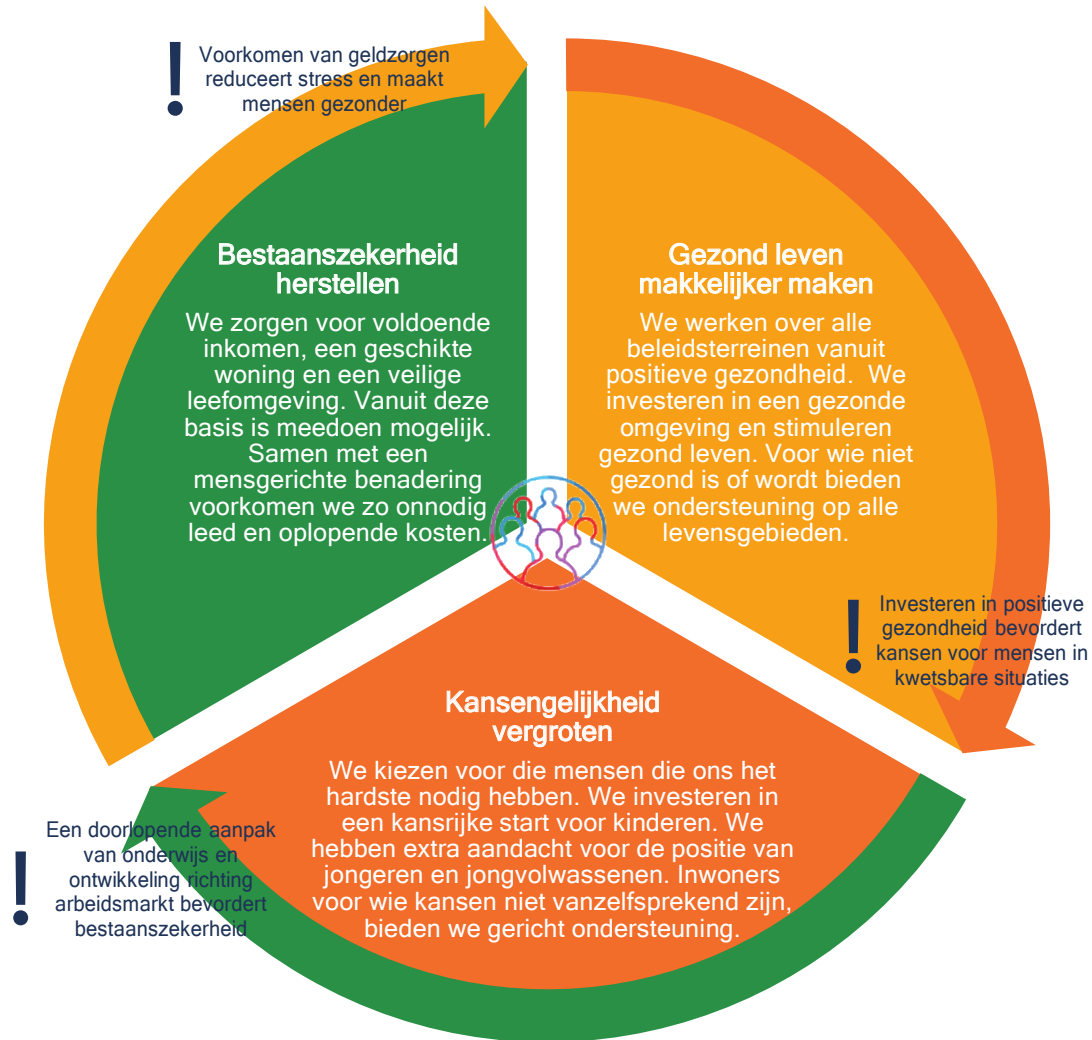 !
Voorkomen van geldzorgen
reduceert stress en maakt
mensen gezonder
Bestaanszekerheid
herstellen
We zorgen voor voldoende
inkomen, een geschikte
woning en een veilige
leefomgeving. Vanuit deze
basis is meedoen mogelijk.
Samen met een
mensgerichte benadering
voorkomen we zo onnodig
leed en oplopende kosten.
Gezond leven
makkelijker maken
We werken over alle
beleidsterreinen vanuit
positieve gezondheid.  We
investeren in een gezonde
omgeving en stimuleren
gezond leven. Voor wie niet
gezond is of wordt bieden
we ondersteuning op alle
levensgebieden.
!
Investeren in positieve
gezondheid bevordert
kansen voor mensen in
kwetsbare situaties
Kansengelijkheid
vergroten
We kiezen voor die mensen die ons het
hardste nodig hebben. We investeren in
een kansrijke start voor kinderen. We
hebben extra aandacht voor de positie van
jongeren en jongvolwassenen. Inwoners
voor wie kansen niet vanzelfsprekend zijn,
bieden we gericht ondersteuning.
!
Een doorlopende aanpak
van onderwijs en
ontwikkeling richting
arbeidsmarkt bevordert
bestaanszekerheid